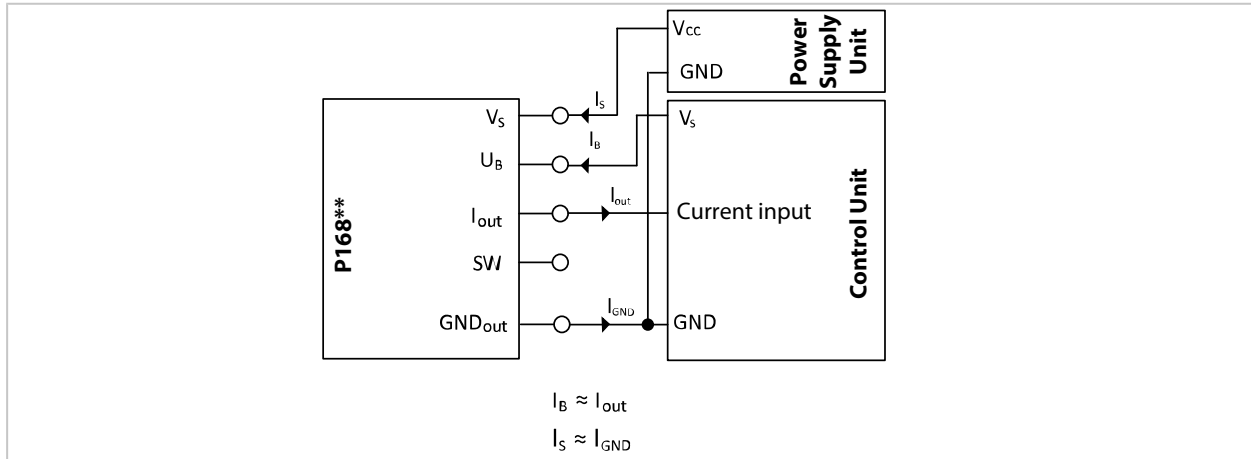 Vcc
GND
Power
Supply
Unit
P168**
VS
UB
Iout
SW
GNDout
IS
IB
Iout
IGND
Vs
Current input
GND
Control Unit
IB ≈ Iout
IS ≈ IGND